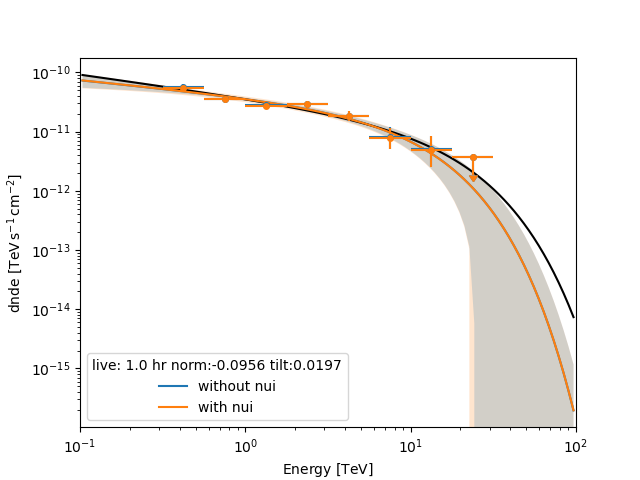 10⁻¹⁰
10⁻¹¹
10⁻¹²
10⁻¹³
10⁻¹⁴
10⁻¹⁵
dnde [TeV s⁻¹ cm⁻²]
live: 1.0 hr norm:-0.0956 tilt:0.0197
without nui
with nui
10⁻¹ 10⁰ 10¹ 10²
Energy [TeV]